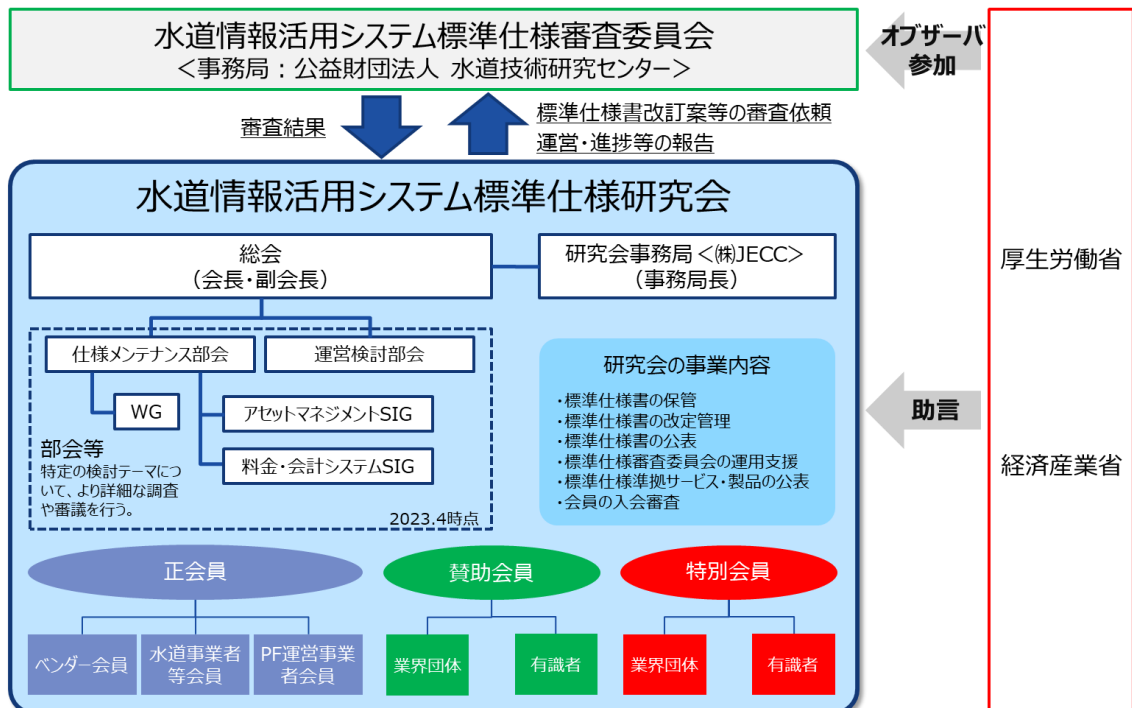 水道情報活用システム標準仕様審査委員会
＜事務局：公益財団法人 水道技術研究センター＞
オブザーバ
参加
審査結果
標準仕様書改訂案等の審査依頼
運営・進捗等の報告
水道情報活用システム標準仕様研究会
総会
（会長・副会長）
研究会事務局＜㈱JECC＞
（事務局長）
厚生労働省
仕様メンテナンス部会
運営検討部会
WG
アセットマネジメントSIG
料金・会計システムSIG
部会等
特定の検討テーマにつ
いて、より詳細な調査
や審議を行う。
2023.4時点
研究会の事業内容
・標準仕様書の保管
・標準仕様書の改定管理
・標準仕様書の公表
・標準仕様審査委員会の運用支援
・標準仕様準拠サービス・製品の公表
・会員の入会審査
助言
経済産業省
正会員
賛助会員
特別会員
ベンダー会員
水道事業者
等会員
PF運営事業
者会員
業界団体
有識者
業界団体
有識者